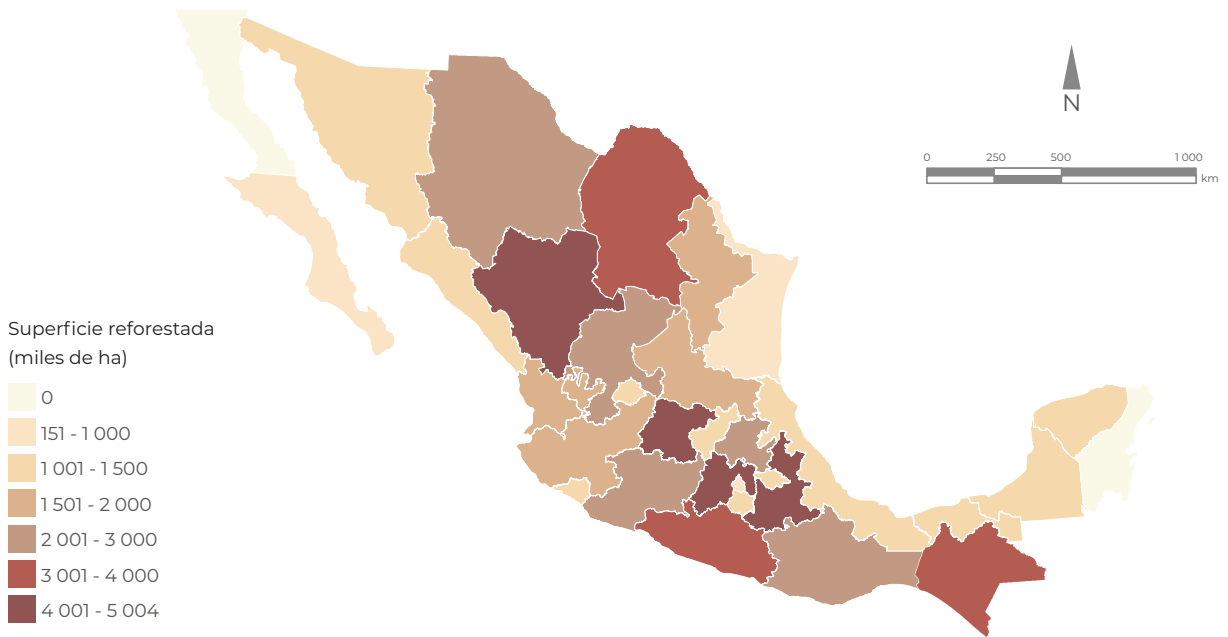 N
0 250 500 1 000
km
Superficie reforestada
(miles de ha)
0
151 - 1 000
1 001 - 1 500
1 501 - 2 000
2 001 - 3 000
3 001 - 4 000
4 001 - 5 004